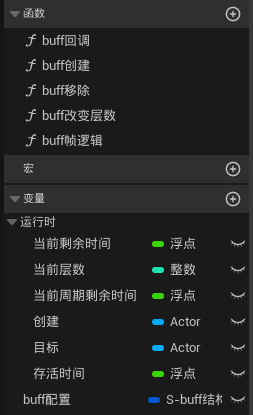 函数
buff回调
buff创建
buff移除
buff改变层数
buff帧逻辑
宏
变量
运行时
当前剩余时间 浮点
当前层数 整数
当前周期剩余时间 浮点
创建 Actor
目标 Actor
存活时间 浮点
buff配置 S-buff结构